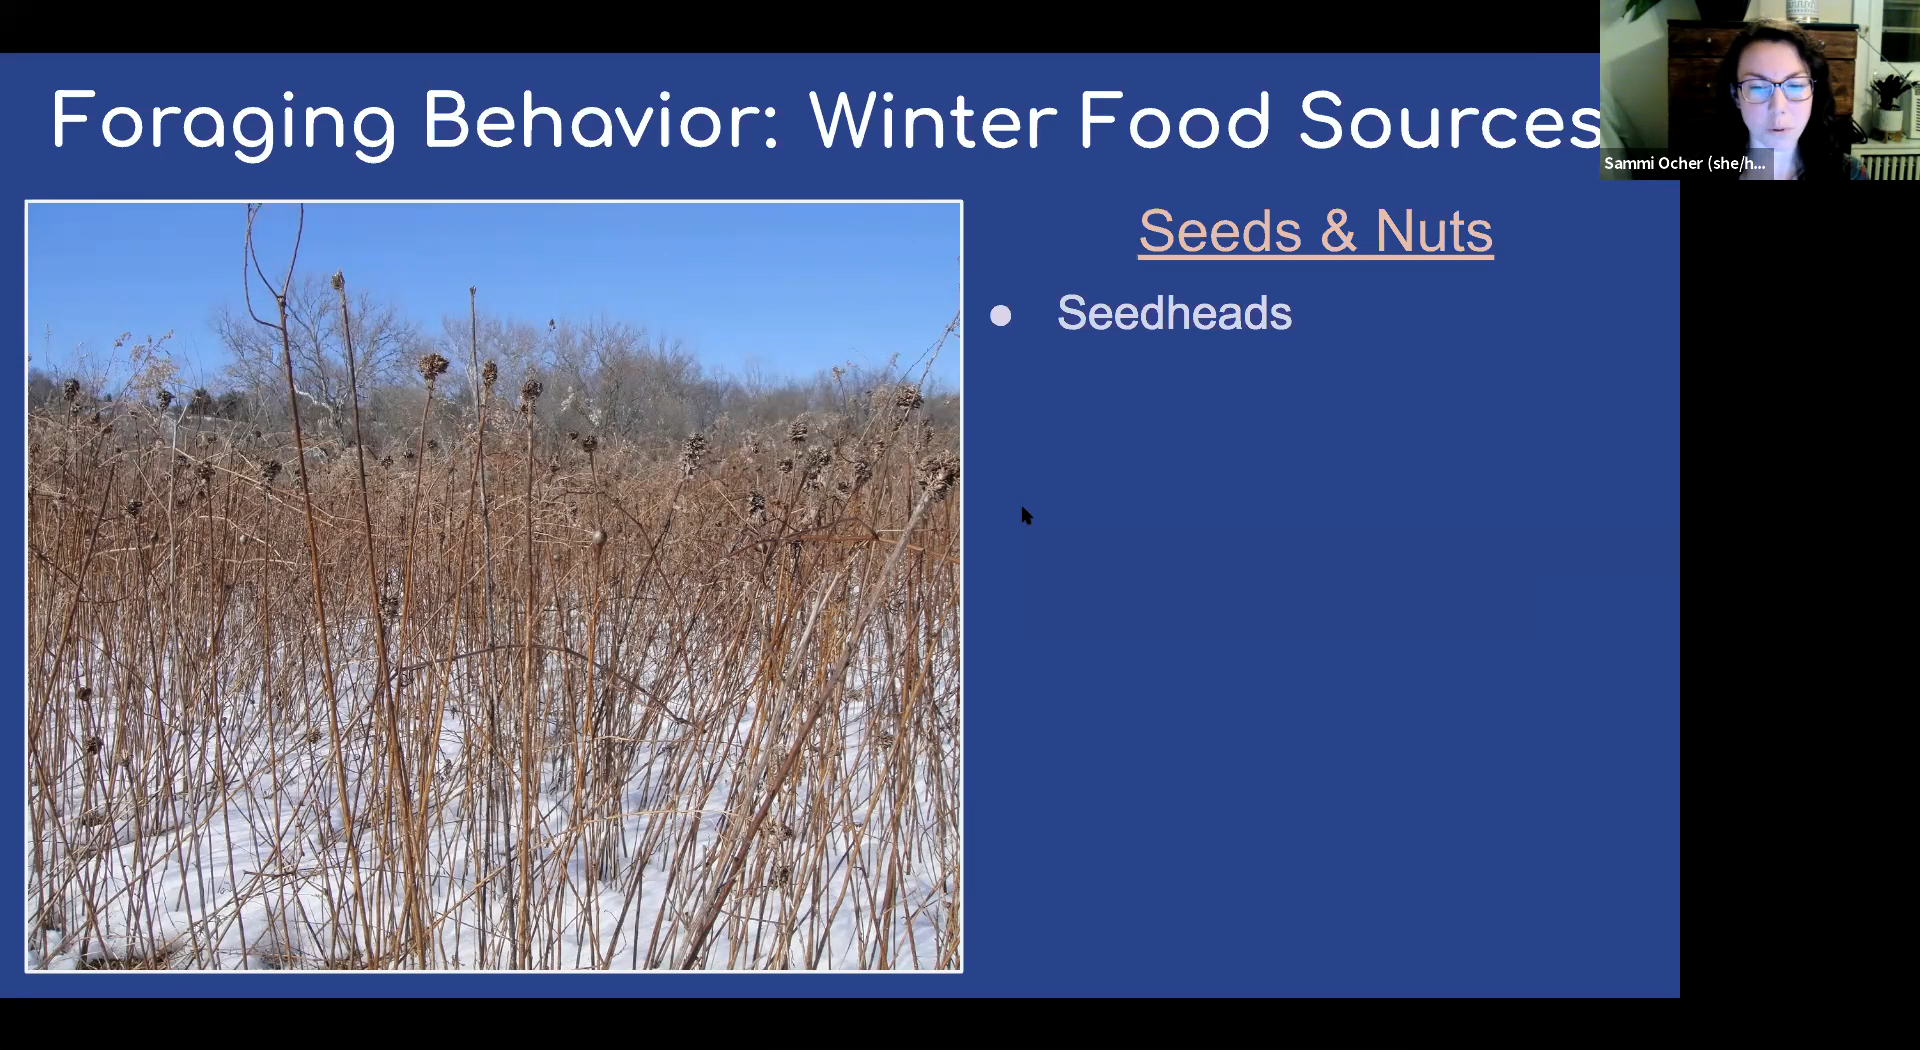 Foraging Behavior: Winter Food Sources
Sammi Ocher (she/h...
Seeds & Nuts
● Seedheads